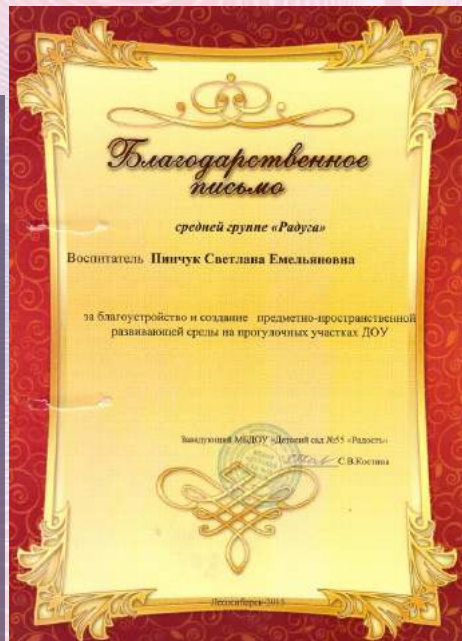 Благодарственное
письмо
средней группе «Радуга»
Воспитатель Пинчук Светлана Емельяновна
за благоустройство и создание предметно-пространственной
развивающей среды на прогулочных участках ДОУ
Заведующий МБДОУ «Детский сад №55 «Радость»
С.В.Костина
Лесосибирск-2015